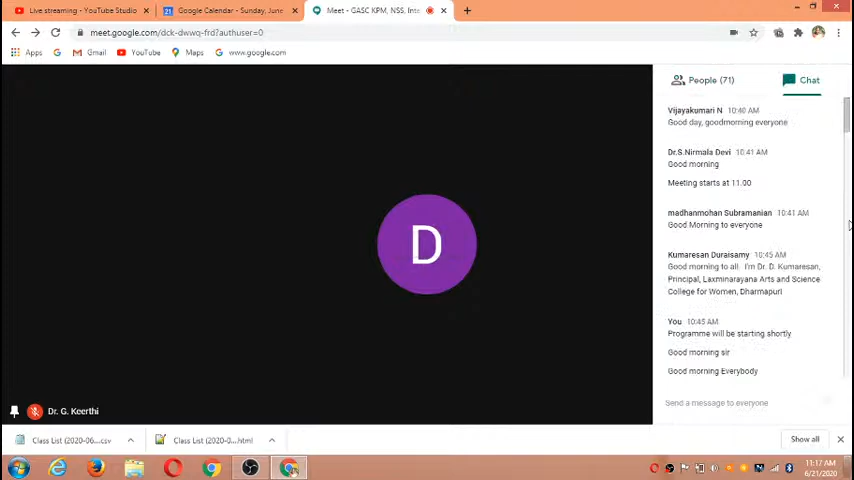 Live streaming - YouTube Studio
Google Calendar - Sunday, June
Meet - GASC KPM, NSS, Int
meet.google.com/dck-dwwq-frd?authuser=0
Apps
Gmail
YouTube
Maps
www.google.com
People (71)
Chat
Vijayakumari N 10:40 AM
Good day, goodmorning everyone
Dr.S.Nirmala Devi 10:41 AM
Good morning
Meeting starts at 11.00
madhanmohan Subramanian 10:41 AM
Good Morning to everyone
Kumaresan Duraisamy 10:45 AM
Good morning to all I'm Dr. D. Kumaresan,
Principal, Laxminarayana Arts and Science
College for Women, Dharmapuri
You 10:45 AM
Programme will be starting shortly
Good morning sir
Good morning Everybody
D
Dr. G. Keerthi
Send a message to everyone
Class List (2020-06....csv
Class List (2020-0....html
Show all
11:17 AM
6/21/2020